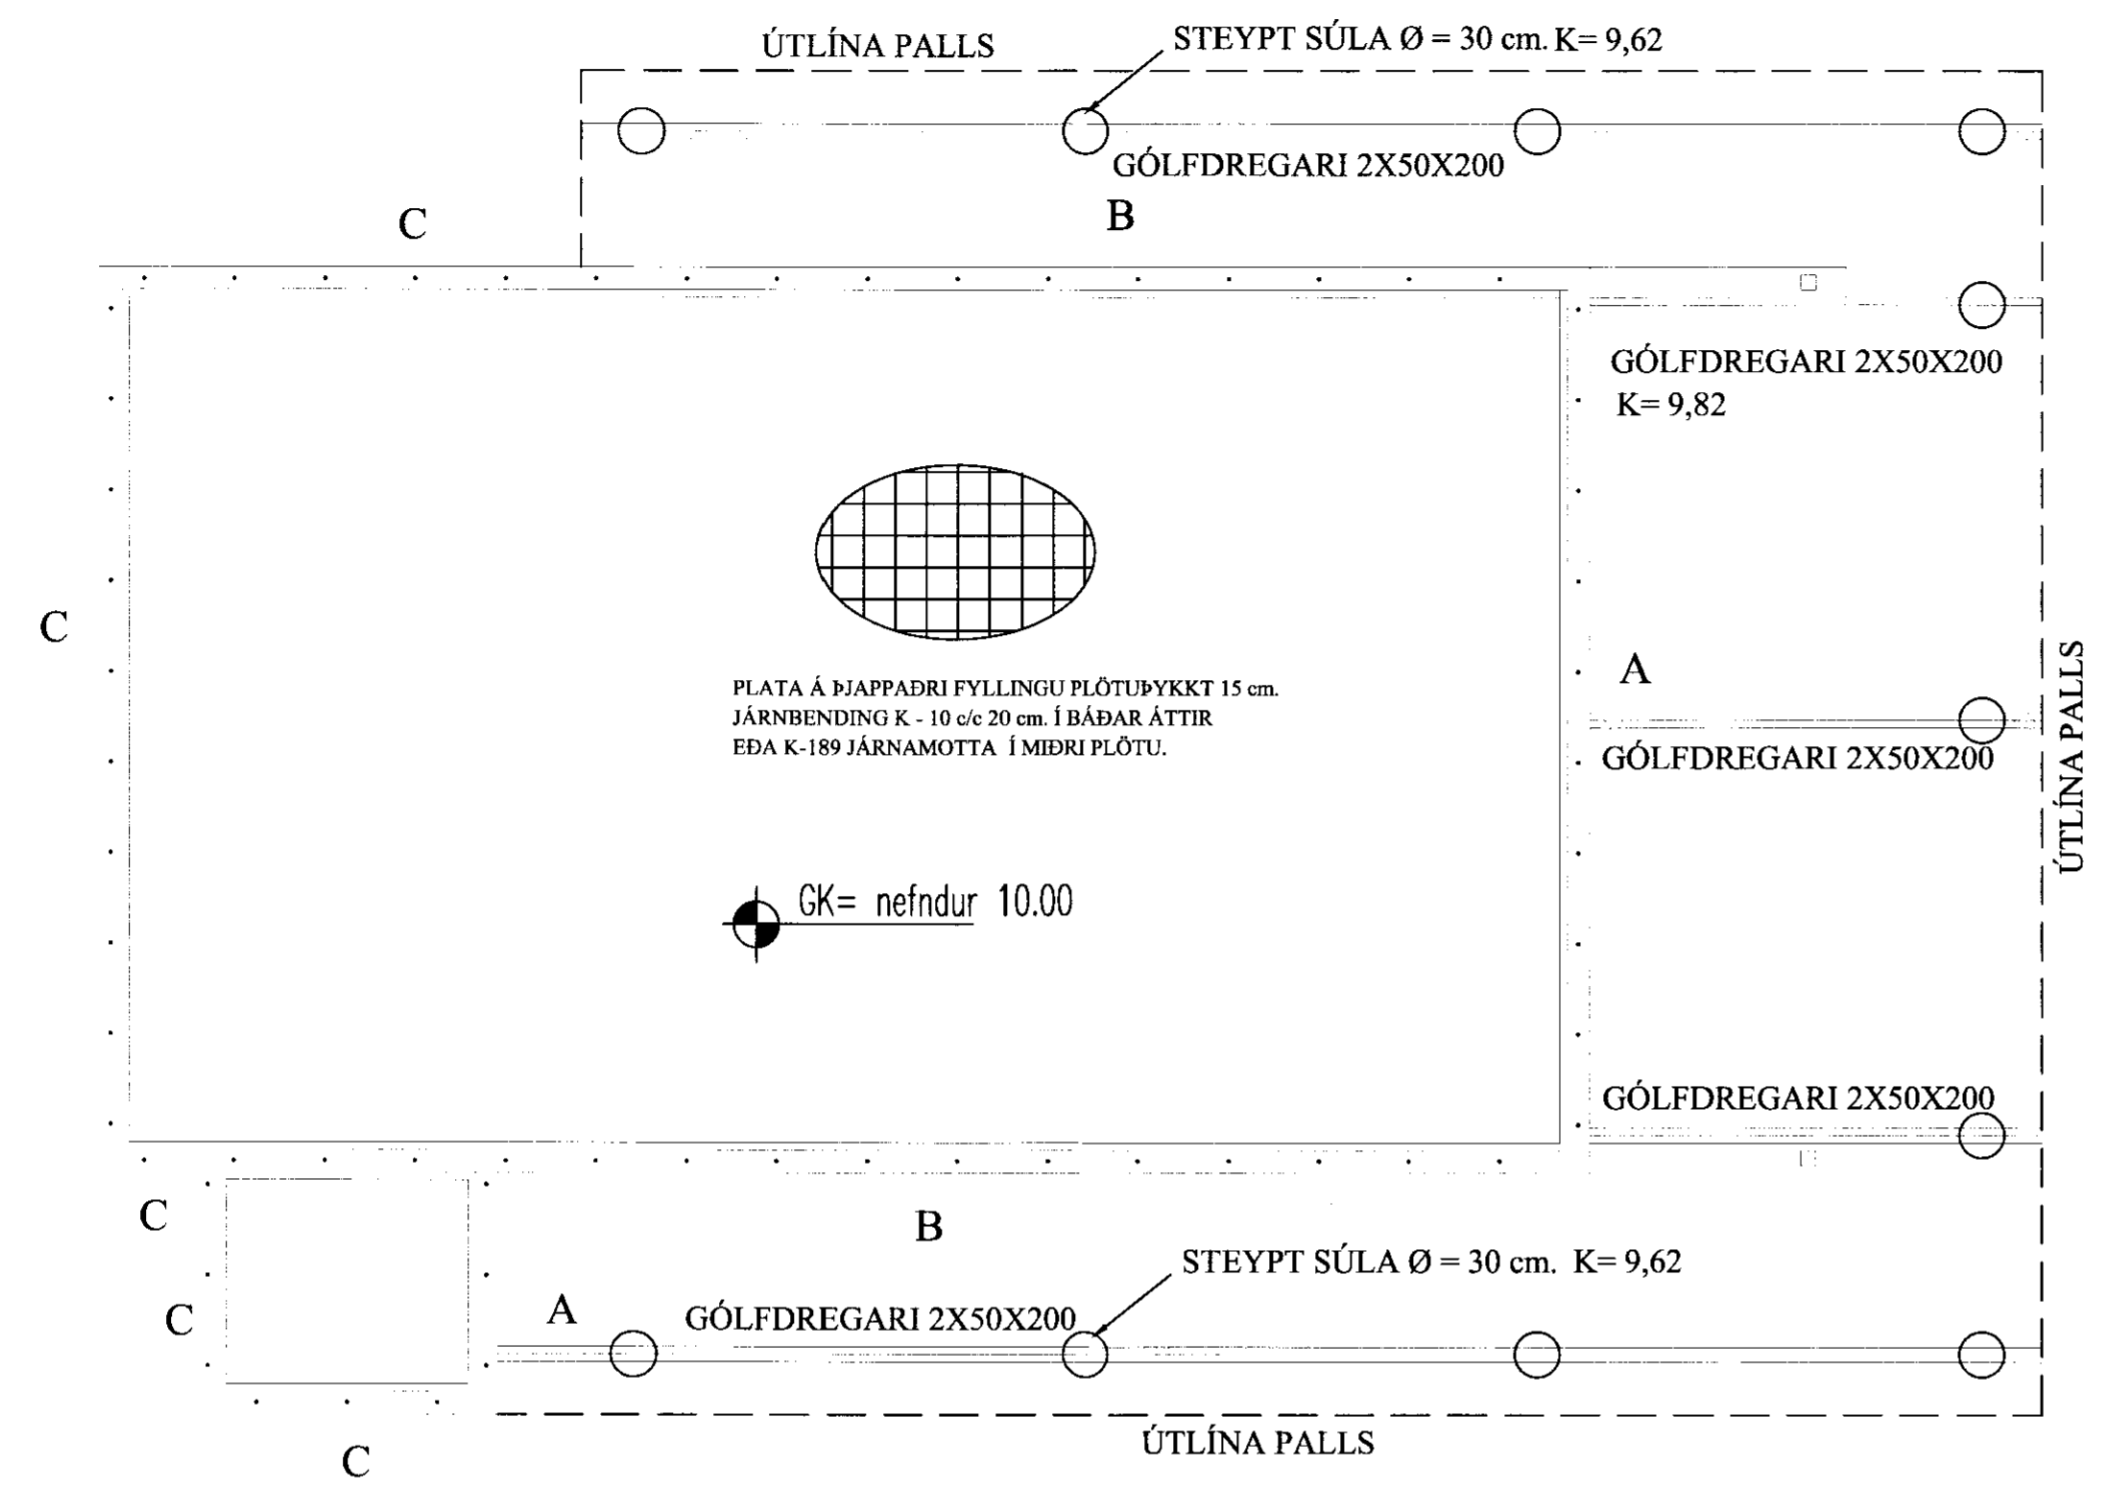 ÚTLÍNA PALLS
STEYPT SÚLA Ø = 30 cm. K= 9,62
GÓLFDREGARI 2X50X200
B
C
GÓLFDREGARI 2X50X200
K= 9,82
C
A
PLATA Á ÞJAPPAÐRI FYLLINGU PLÖTUÞYKKT 15 cm.
JÁRNBENDING K - 10 c/c 20 cm. Í BÁÐAR ÁTTIR
EÐA K-189 JÁRNAMOTTA Í MIÐRI PLÖTU.
GÓLFDREGARI 2X50X200
ÚTLÍNA PALLS
GK= nefndur 10.00
GÓLFDREGARI 2X50X200
C
B
STEYPT SÚLA Ø = 30 cm. K= 9,62
C
A
GÓLFDREGARI 2X50X200
ÚTLÍNA PALLS
C